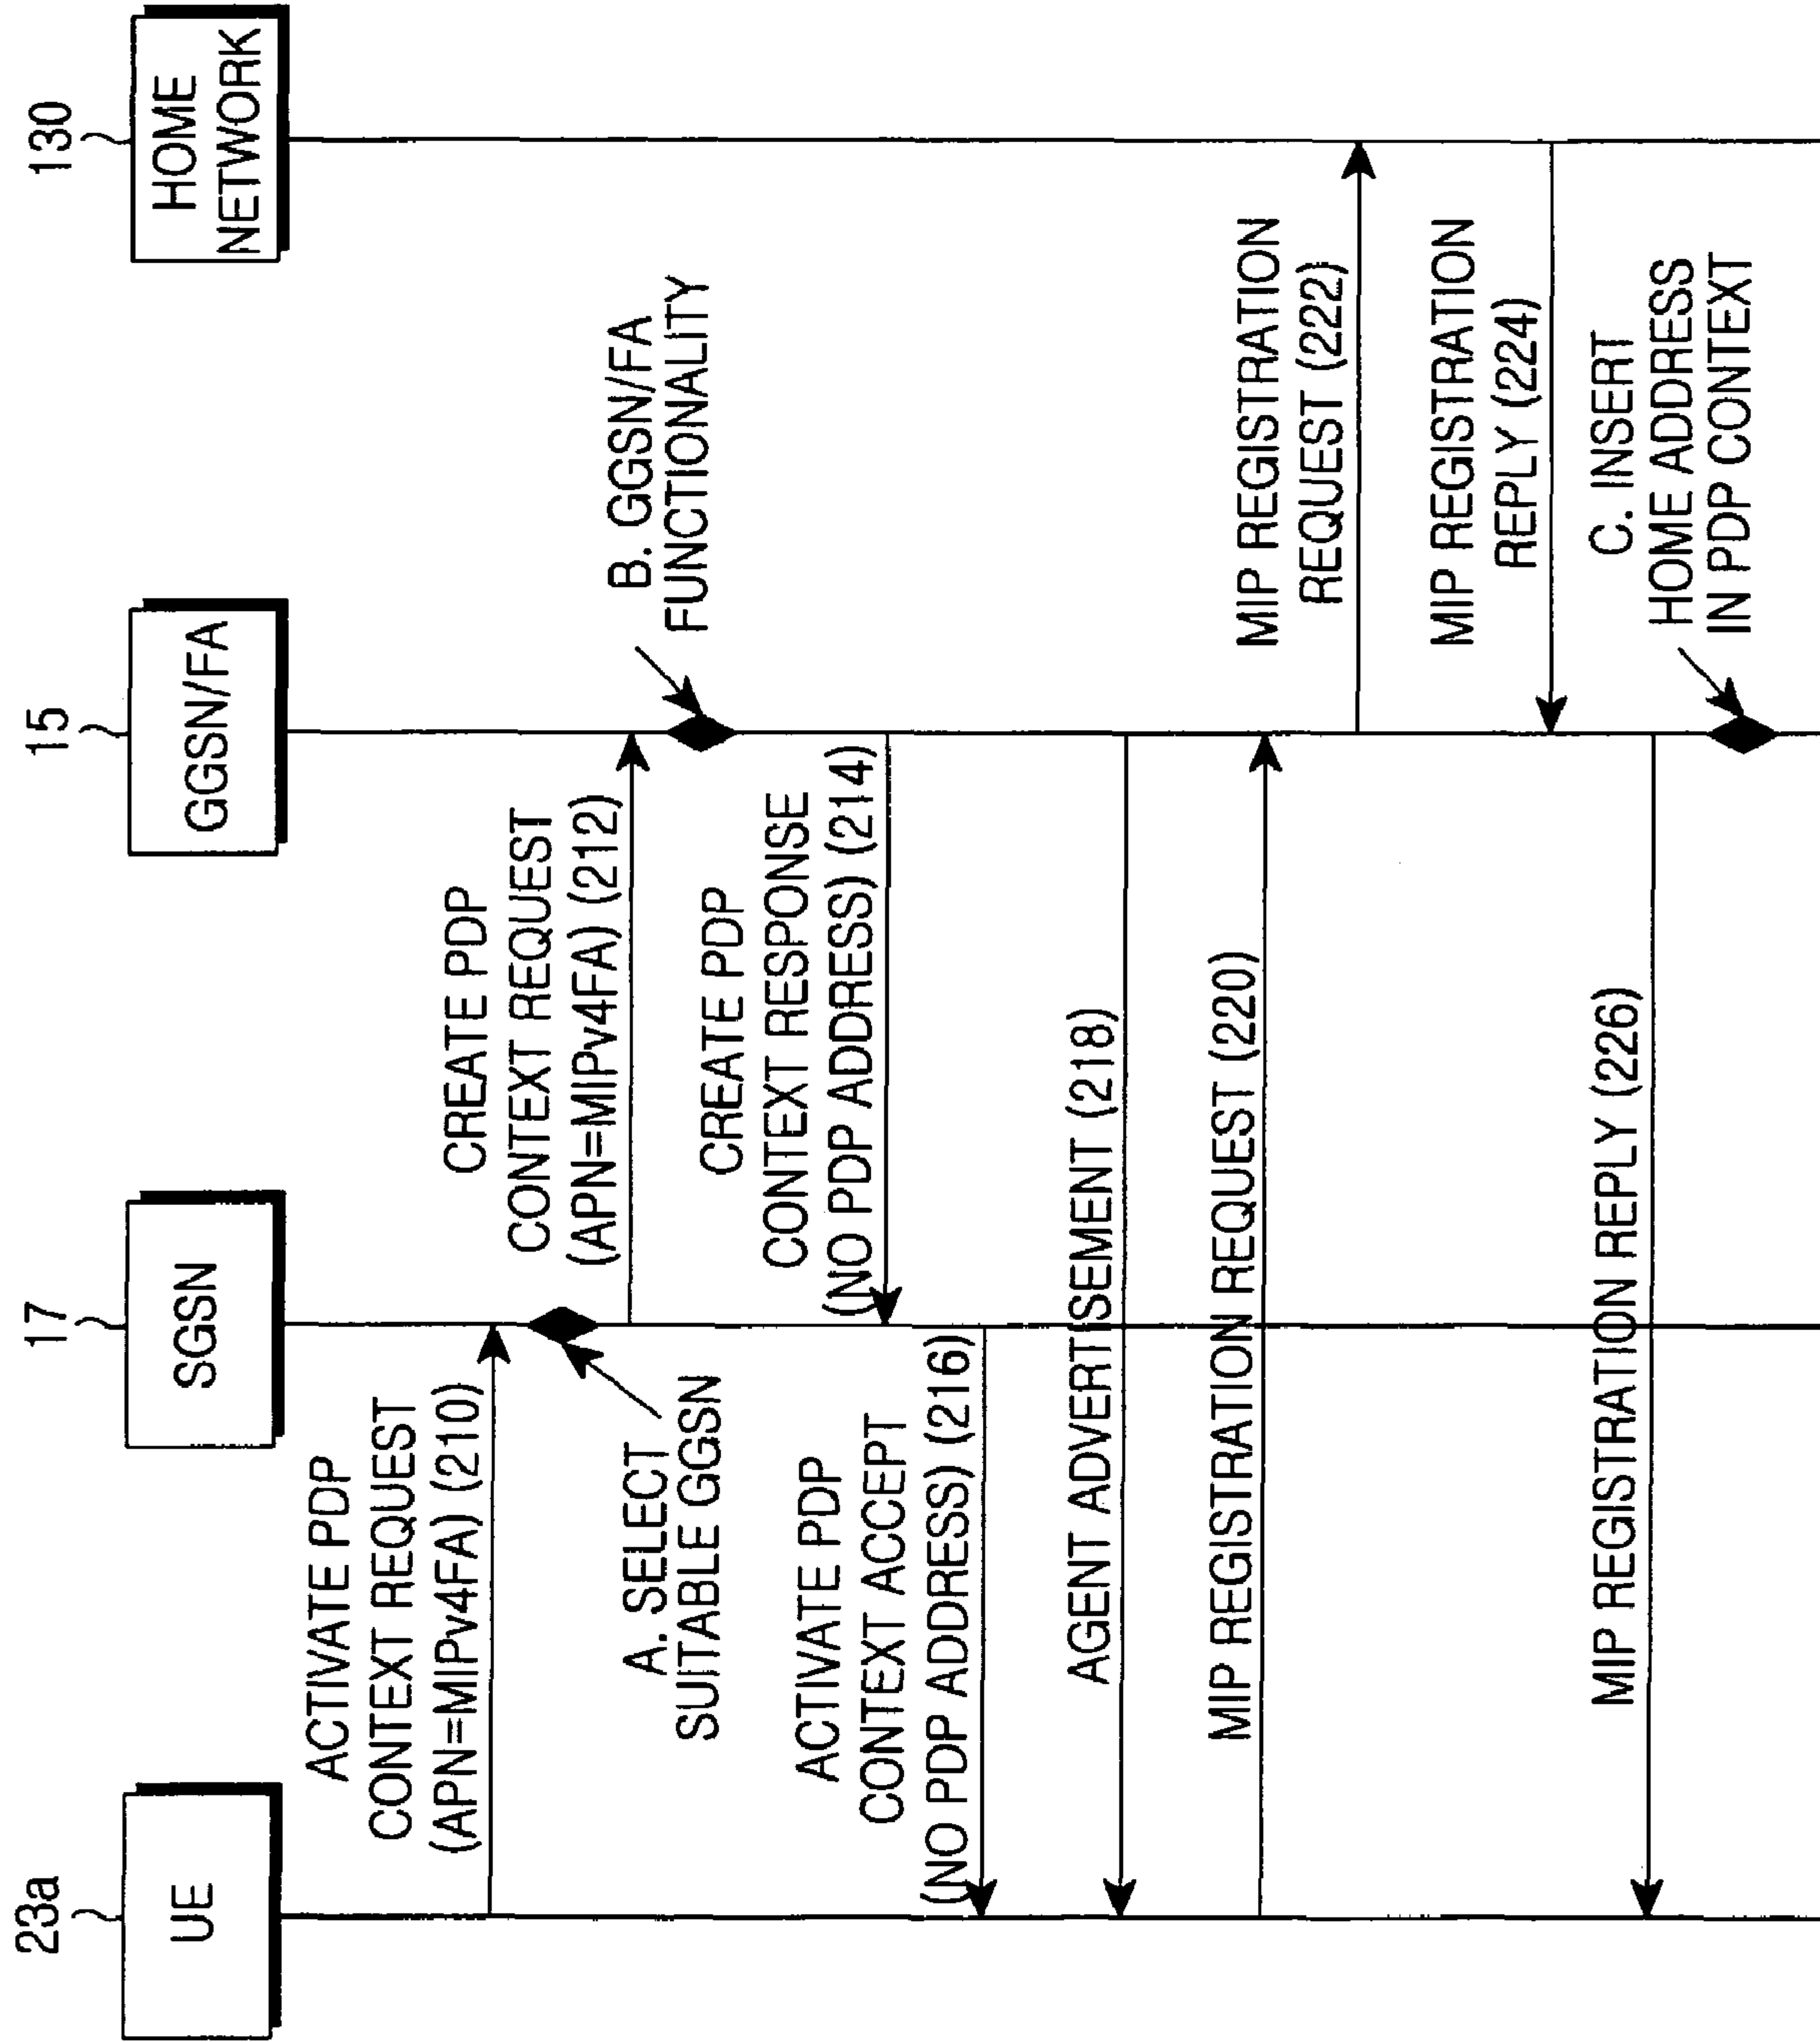 23a
UE
17
SGSN
15
GGSN/FA
130
HOME
NETWORK
ACTIVATE PDP
CONTEXT REQUEST
(APN=MIPv4FA) (210)
A. SELECT
SUITABLE GGSN
CREATE PDP
CONTEXT REQUEST
(APN=MIPv4FA) (212)
B. GGSN/FA
FUNCTIONALITY
CREATE PDP
CONTEXT RESPONSE
(NO PDP ADDRESS) (214)
ACTIVATE PDP
CONTEXT ACCEPT
(NO PDP ADDRESS) (216)
AGENT ADVERTISEMENT (218)
MIP REGISTRATION REQUEST (220)
MIP REGISTRATION
REQUEST (222)
MIP REGISTRATION
REPLY (224)
MIP REGISTRATION REPLY (226)
C. INSERT
HOME ADDRESS
IN PDP CONTEXT